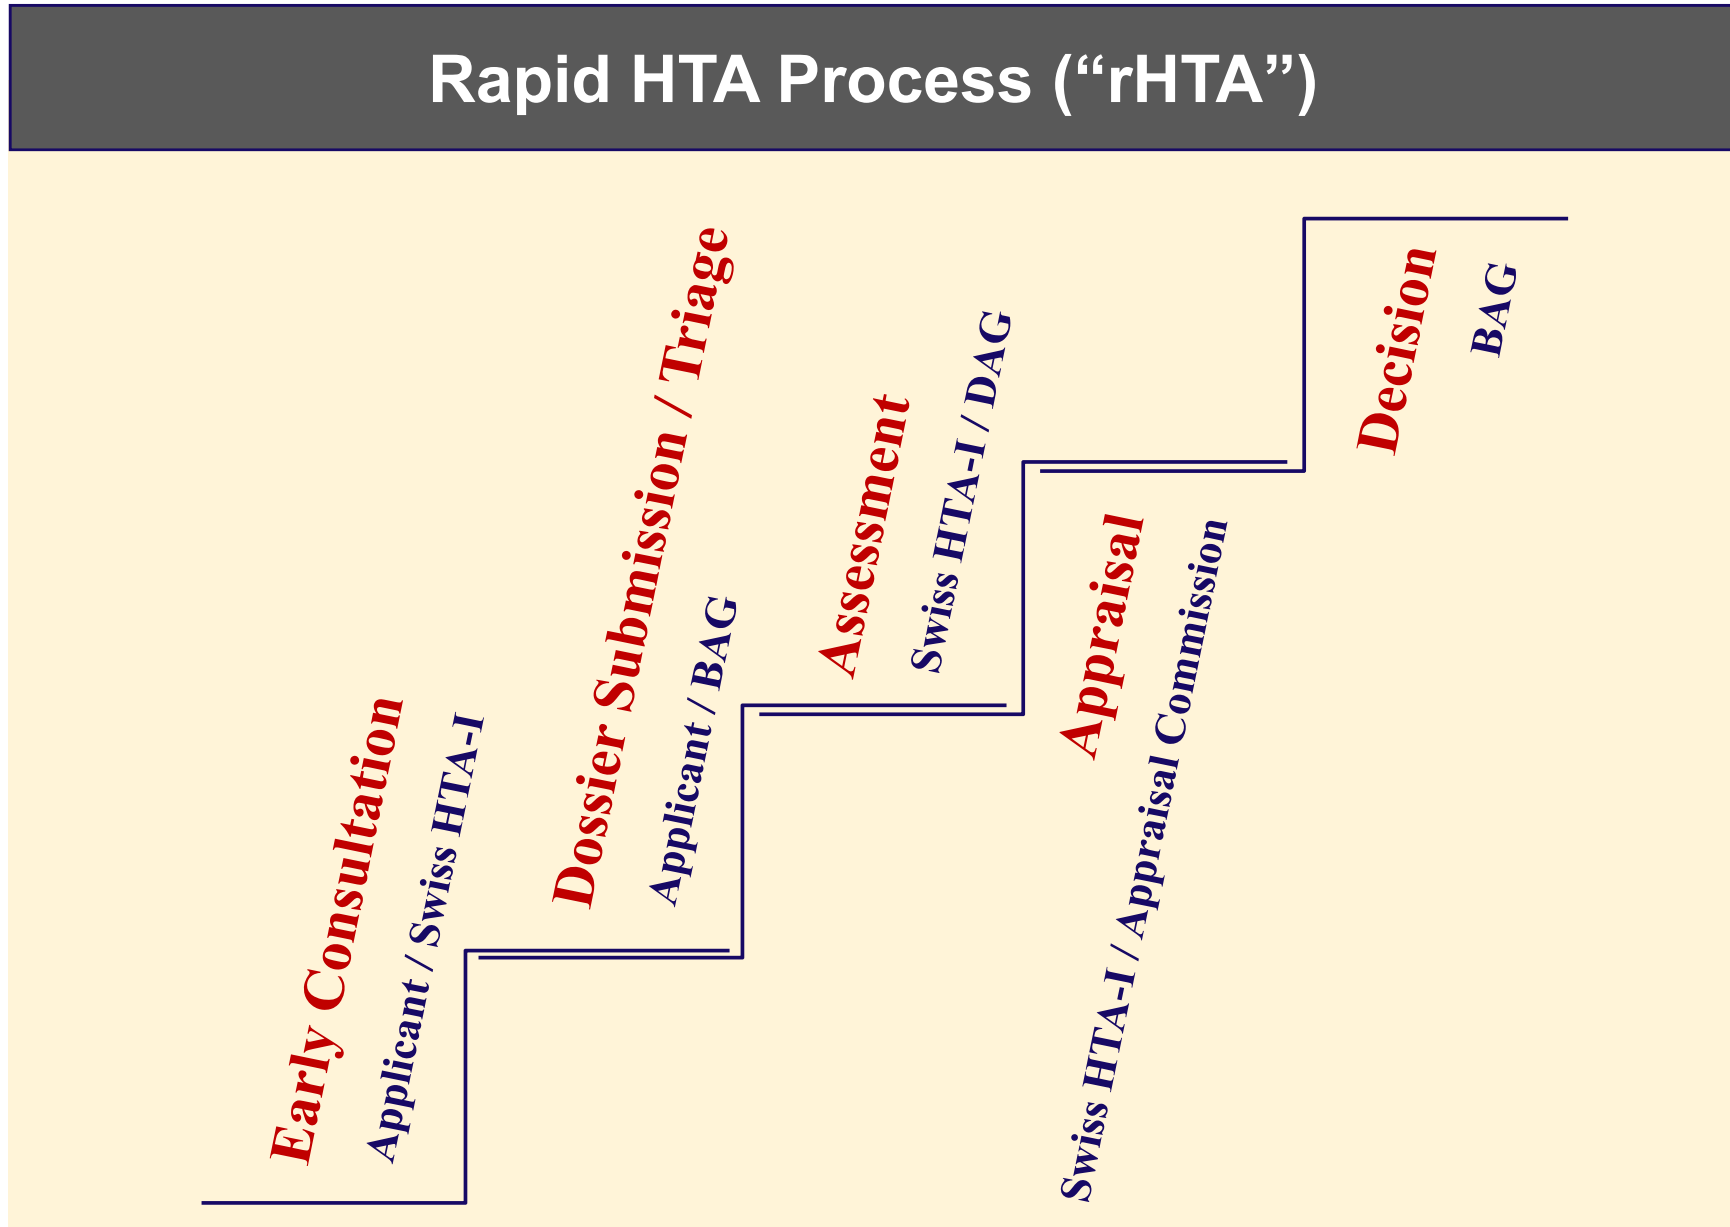 Rapid HTA Process (“rHTA”)
Early Consultation
Applicant / Swiss HTA-I
Dossier Submission / Triage
Applicant / BAG
Assessment
Swiss HTA-I / DAG
Appraisal
Swiss HTA-I / Appraisal Commission
Decision
BAG